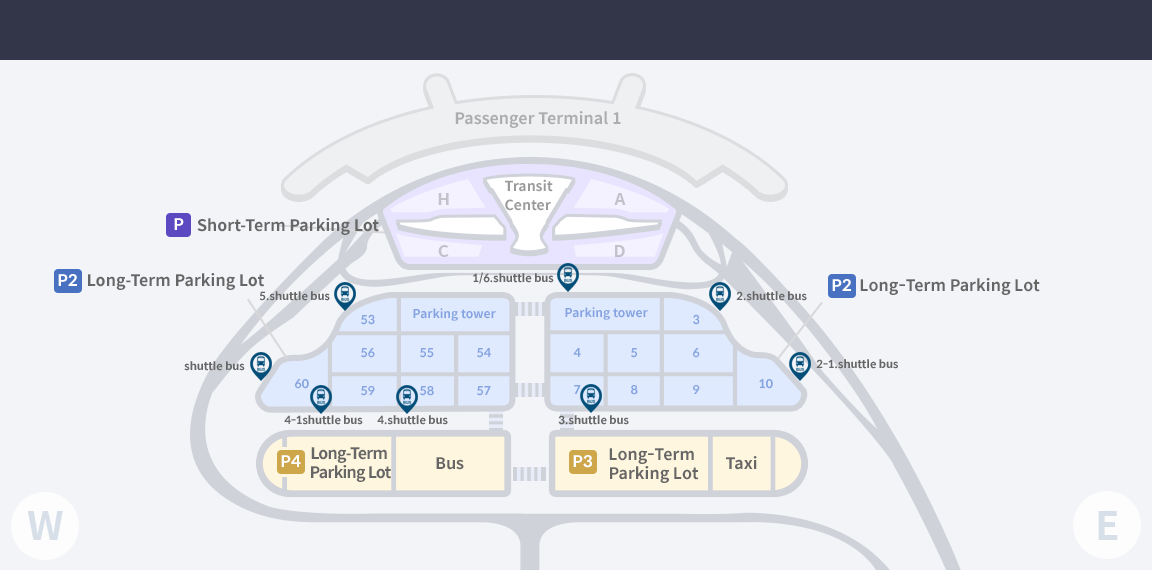 Passenger Terminal 1
Transit
Center
H
A
C
D
P Short-Term Parking Lot
P2 Long-Term Parking Lot
P2 Long-Term Parking Lot
1/6.shuttle bus
5.shuttle bus
2.shuttle bus
53
Parking tower
Parking tower
3
56
55
54
4
5
6
shuttle bus
2-1.shuttle bus
60
59
58
57
7
8
9
10
4-1shuttle bus
4.shuttle bus
3.shuttle bus
P4 Long-Term
Parking Lot
Bus
P3 Long-Term
Parking Lot
Taxi
W
E